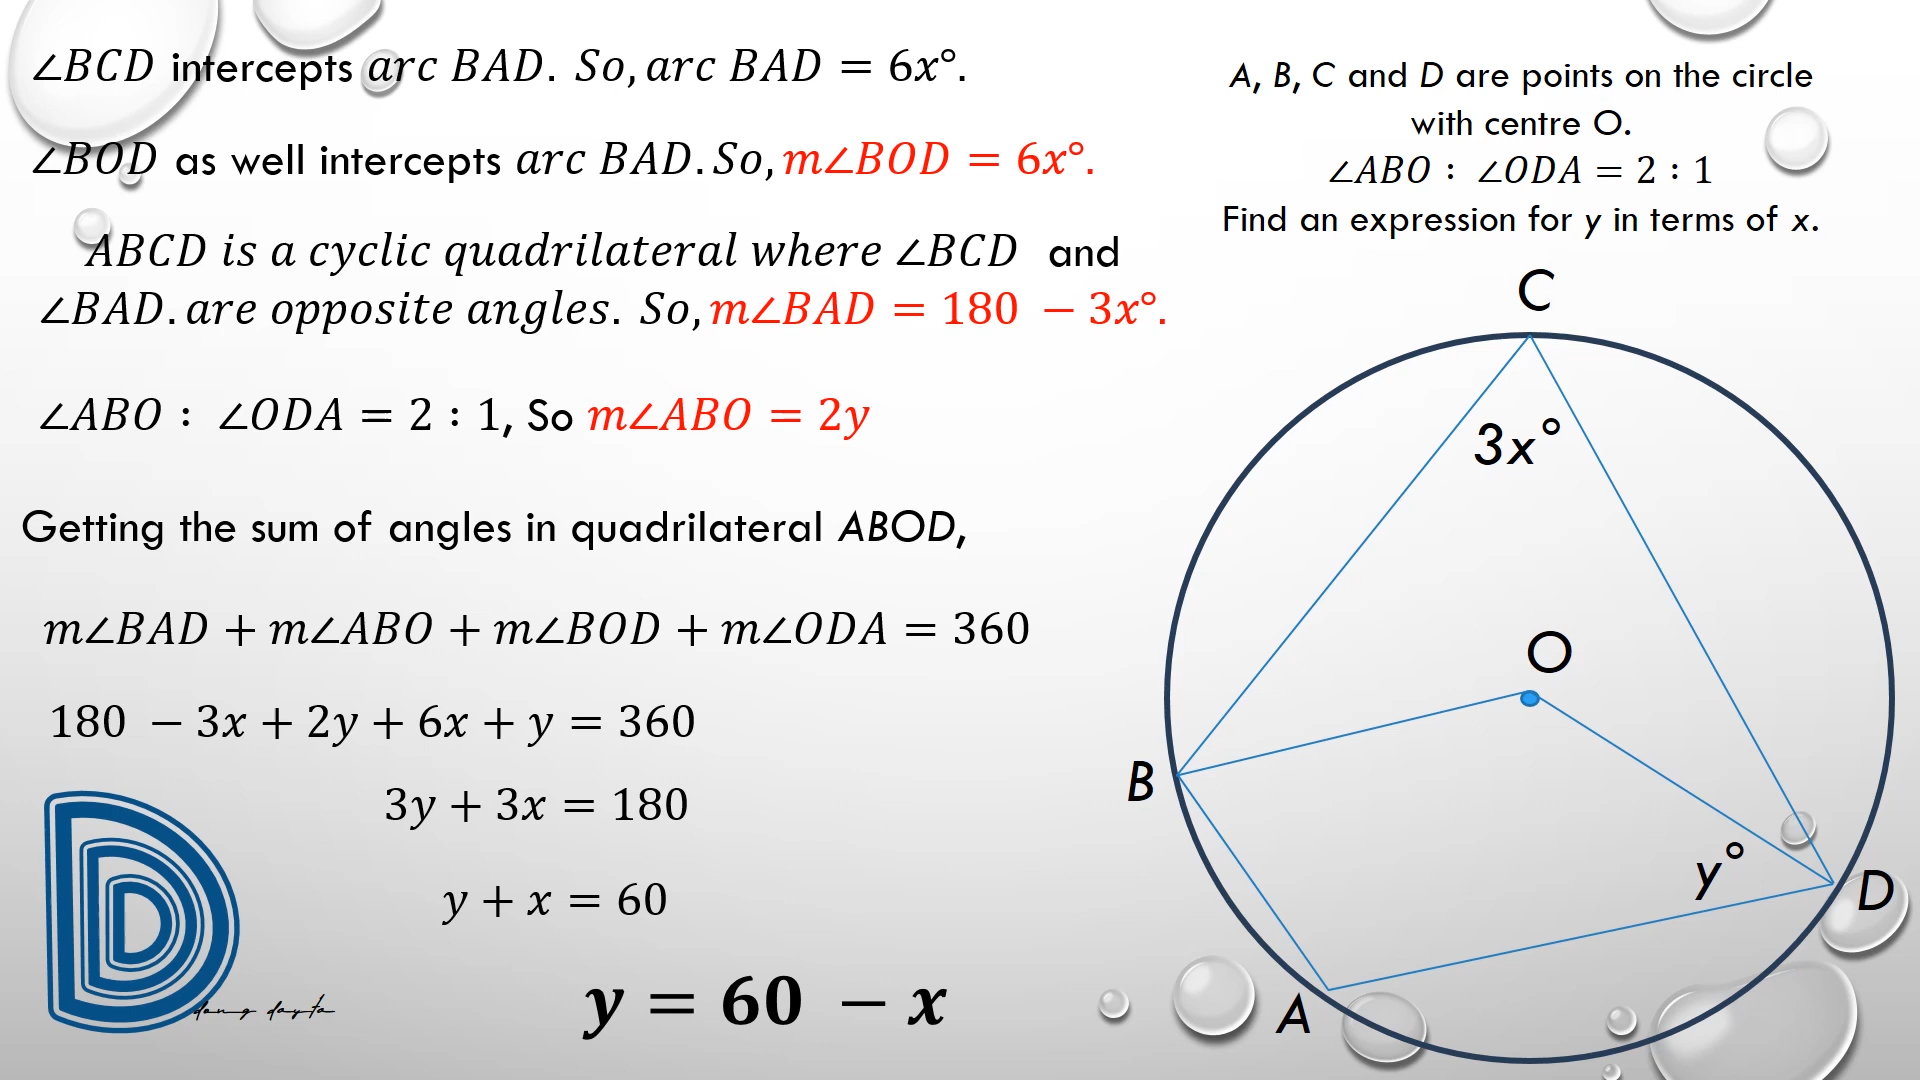 ∠BCD intercepts arc BAD. So, arc BAD = 6x°.
∠BOD as well intercepts arc BAD. So, m∠BOD = 6x°.
ABCD is a cyclic quadrilateral where ∠BCD and
∠BAD. are opposite angles. So, m∠BAD = 180 − 3x°.
∠ABO : ∠ODA = 2 : 1, So m∠ABO = 2y
Getting the sum of angles in quadrilateral ABOD,
m∠BAD + m∠ABO + m∠BOD + m∠ODA = 360
180 − 3x + 2y + 6x + y = 360
3y + 3x = 180
y + x = 60
y = 60 − x
D
dong dayta
A, B, C and D are points on the circle
with centre O.
∠ABO : ∠ODA = 2 : 1
Find an expression for y in terms of x.
C
3x°
O
B
y°
D
A